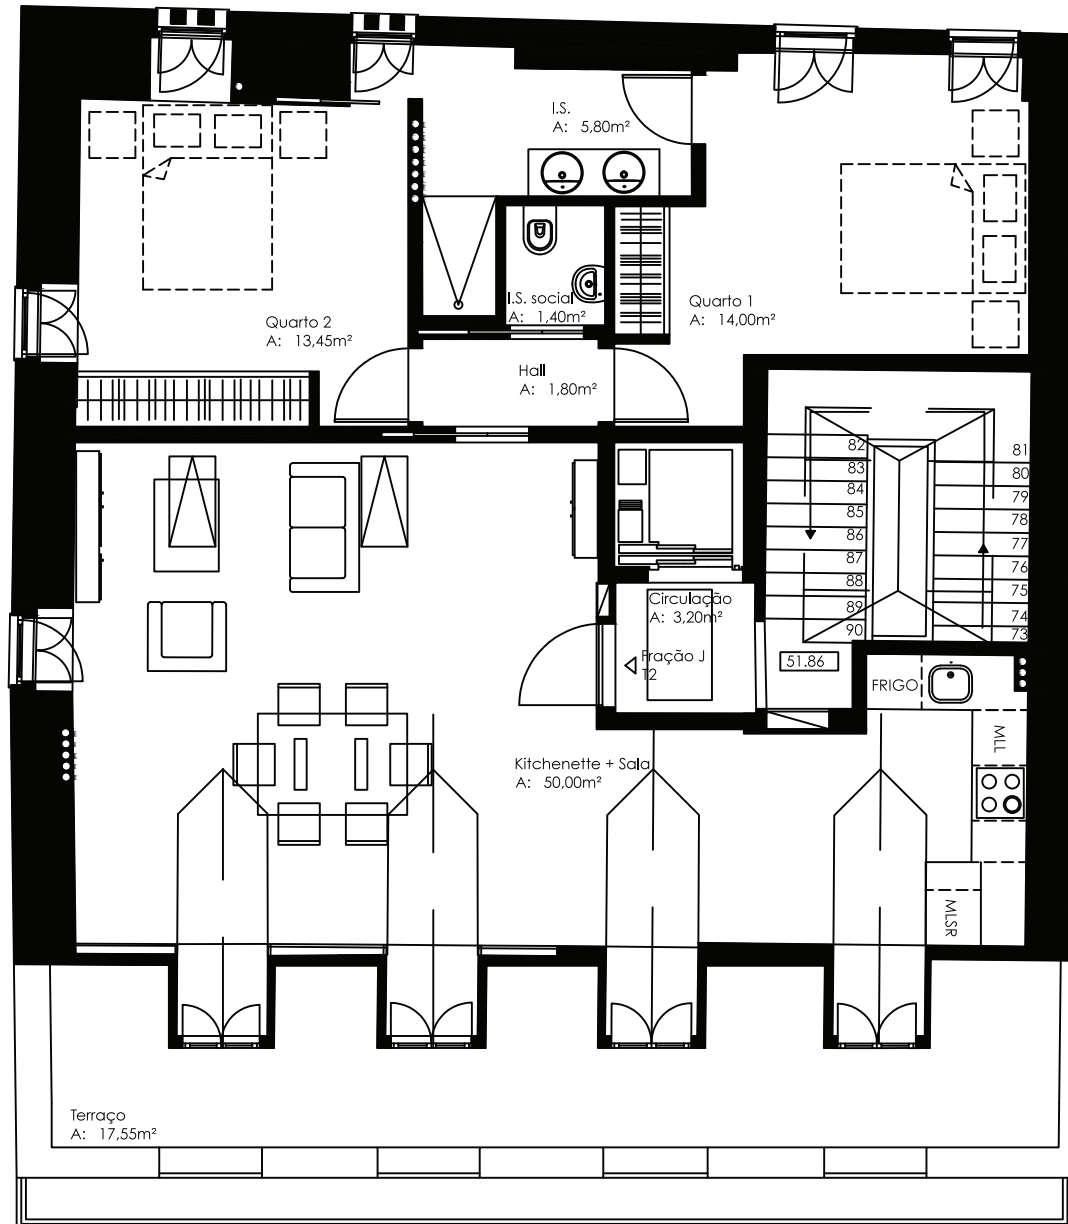 I.S.
A: 5,80m²
I.S. social
A: 1,40m²
Quarto 1
A: 14,00m²
Quarto 2
A: 13,45m²
Hall
A: 1,80m²
82
83
84
85
86
87
88
89
90
81
80
79
78
77
76
75
74
73
Circulação
A: 3,20m²
Fração J
T2
51.86
FRIGO
MLL
Kitchenette + Sala
A: 50,00m²
MLSR
Terraço
A: 17,55m²